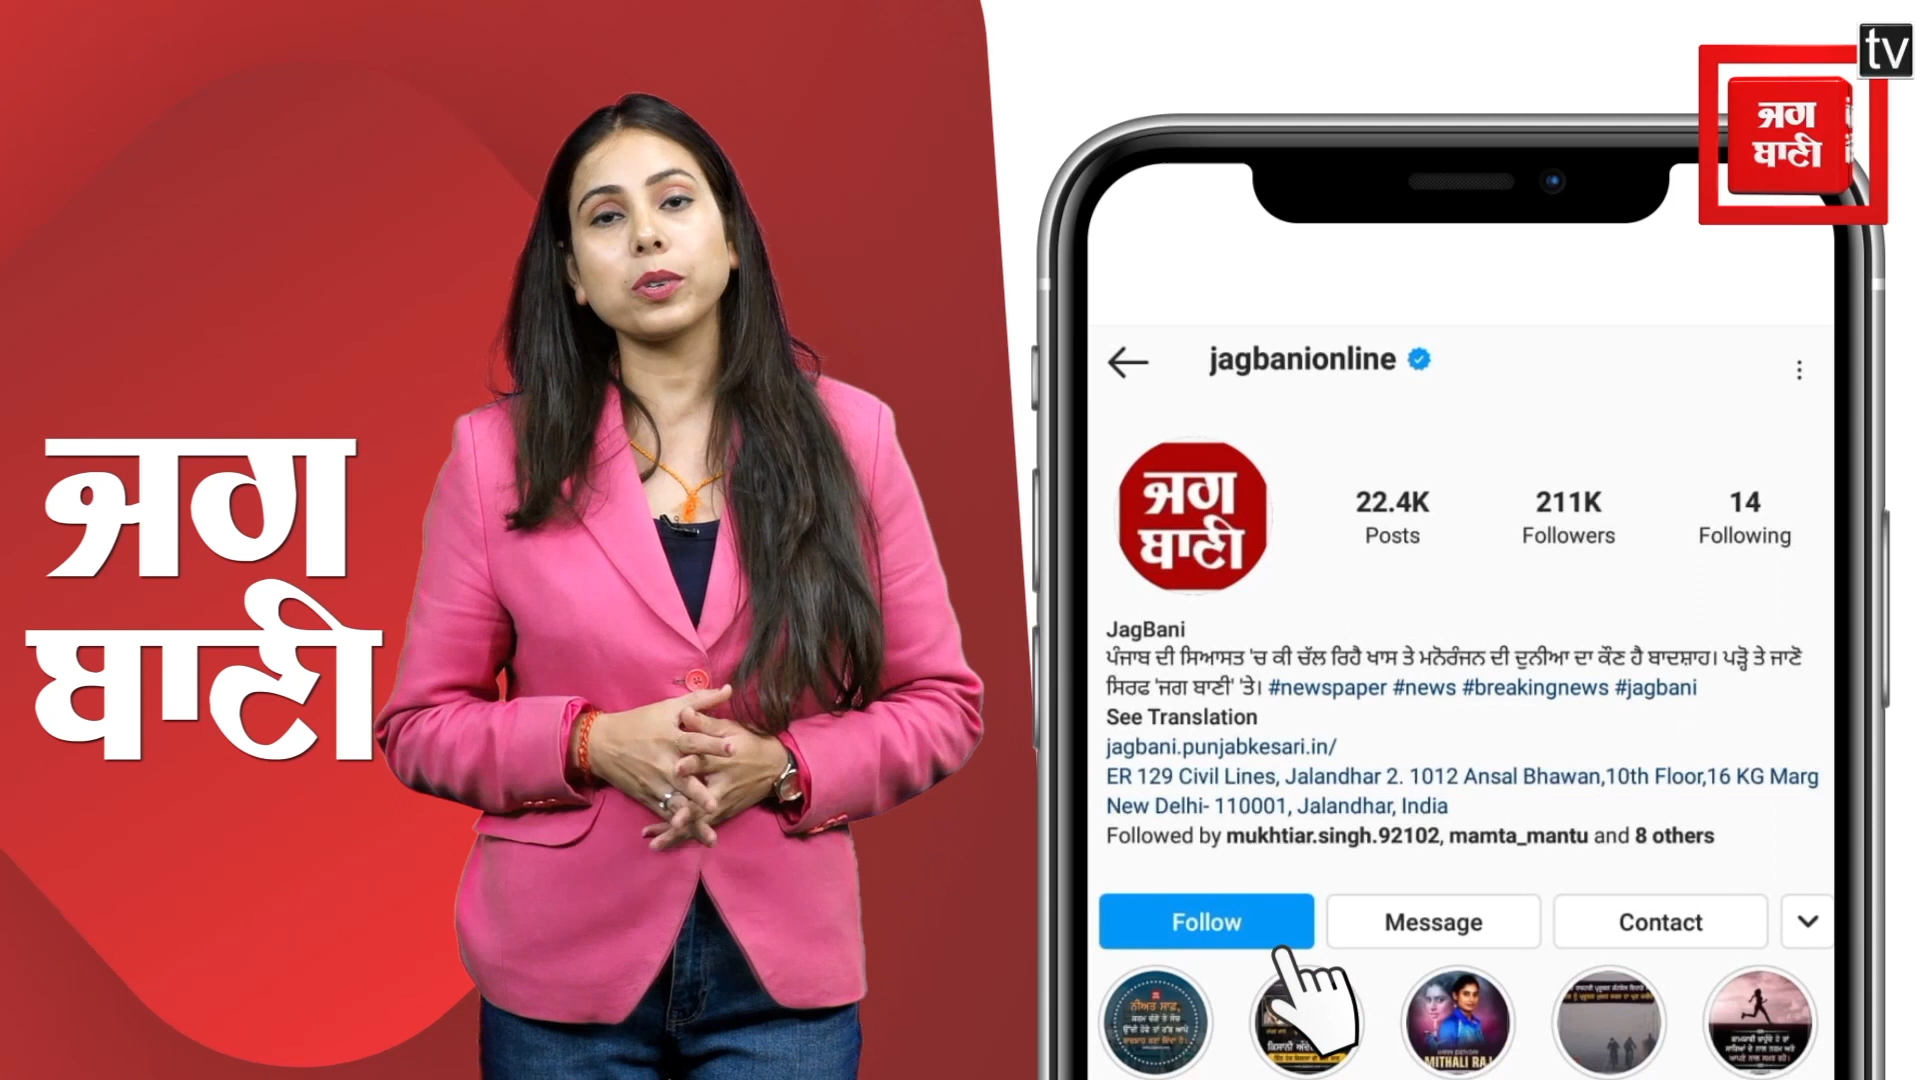 tv
ਜਗ
ਬਾਣੀ
ਜਗ
ਬਾਣੀ
jagbanionline
ਜਗ
ਬਾਣੀ
22.4K
Posts
211K
Followers
14
Following
JagBani
ਪੰਜਾਬ ਦੀ ਸਿਆਸਤ 'ਚ ਕੀ ਚੱਲ ਰਿਹੈ ਖਾਸ ਤੇ ਮਨੋਰੰਜਨ ਦੀ ਦੁਨੀਆ ਦਾ ਕੌਣ ਹੈ ਬਾਦਸ਼ਾਹ। ਪੜ੍ਹੋ ਤੇ ਜਾਣੋ
ਸਿਰਫ 'ਜਗ ਬਾਣੀ' 'ਤੇ। #newspaper #news #breakingnews #jagbani
See Translation
jagbani.punjabkesari.in/
ER 129 Civil Lines, Jalandhar 2. 1012 Ansal Bhawan,10th Floor,16 KG Marg
New Delhi- 110001, Jalandhar, India
Followed by mukhtiar.singh.92102, mamta_mantu and 8 others
Follow
Message
Contact
ਨੀਅਤ ਸਾਫ਼,
MITHALI RAJ